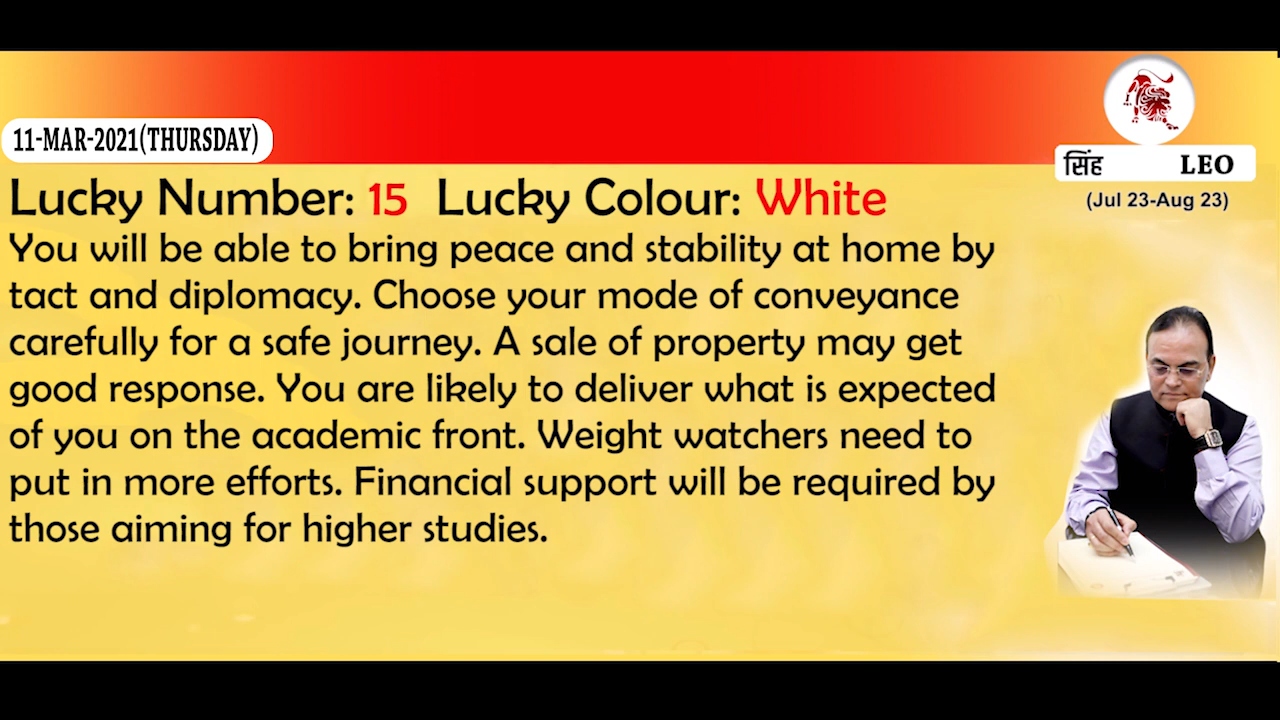 11-MAR-2021(THURSDAY)
सिंह LEO
(Jul 23-Aug 23)
Lucky Number: 15 Lucky Colour: White
You will be able to bring peace and stability at home by
tact and diplomacy. Choose your mode of conveyance
carefully for a safe journey. A sale of property may get
good response. You are likely to deliver what is expected
of you on the academic front. Weight watchers need to
put in more efforts. Financial support will be required by
those aiming for higher studies.